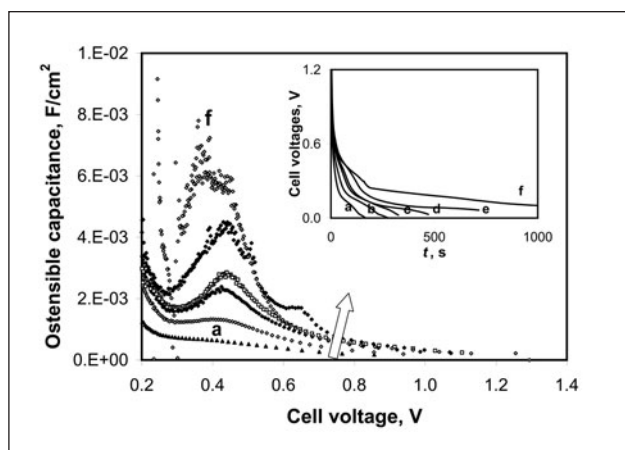 Ostensible capacitance, F/cm²
1.E-02
8.E-03
6.E-03
4.E-03
2.E-03
0.E+00
f
a
0.2 0.4 0.6 0.8 1.0 1.2 1.4
Cell voltage, V
Cell voltages, V
1.2
0.6
0.0
a b c d e f
0 500 1000
t, s